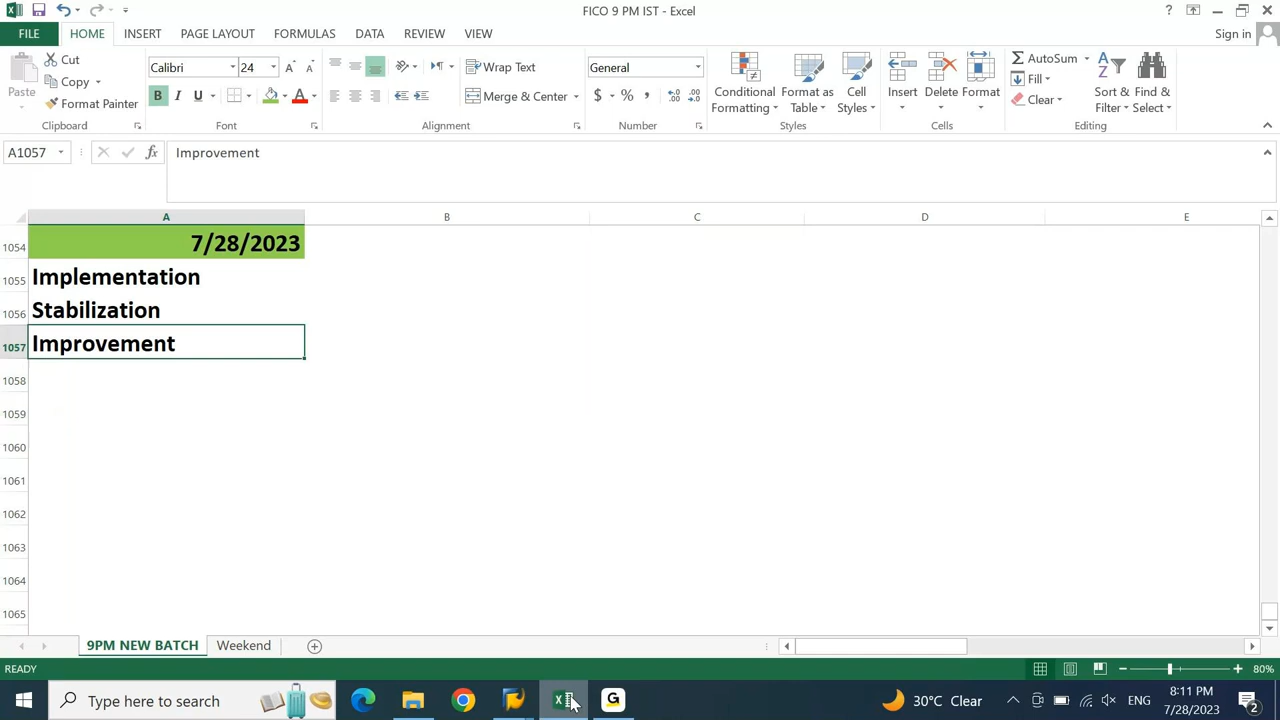 FICO 9 PM IST - Excel
? Sign in
FILE HOME INSERT PAGE LAYOUT FORMULAS DATA REVIEW VIEW
Paste Cut Copy Format Painter Clipboard
Calibri 24 B I U A A A Font
Wrap Text Merge & Center Alignment
General $ % , Number
Conditional Formatting Format as Table Cell Styles Styles
Insert Delete Format Cells
AutoSum Fill Clear Sort & Filter Find & Select Editing
A1057 fx Improvement
A B C D E
1054 7/28/2023
1055 Implementation
1056 Stabilization
1057 Improvement
1058
1059
1060
1061
1062
1063
1064
1065
9PM NEW BATCH Weekend
READY 80%
Type here to search G 30°C Clear ENG 8:11 PM 7/28/2023 2